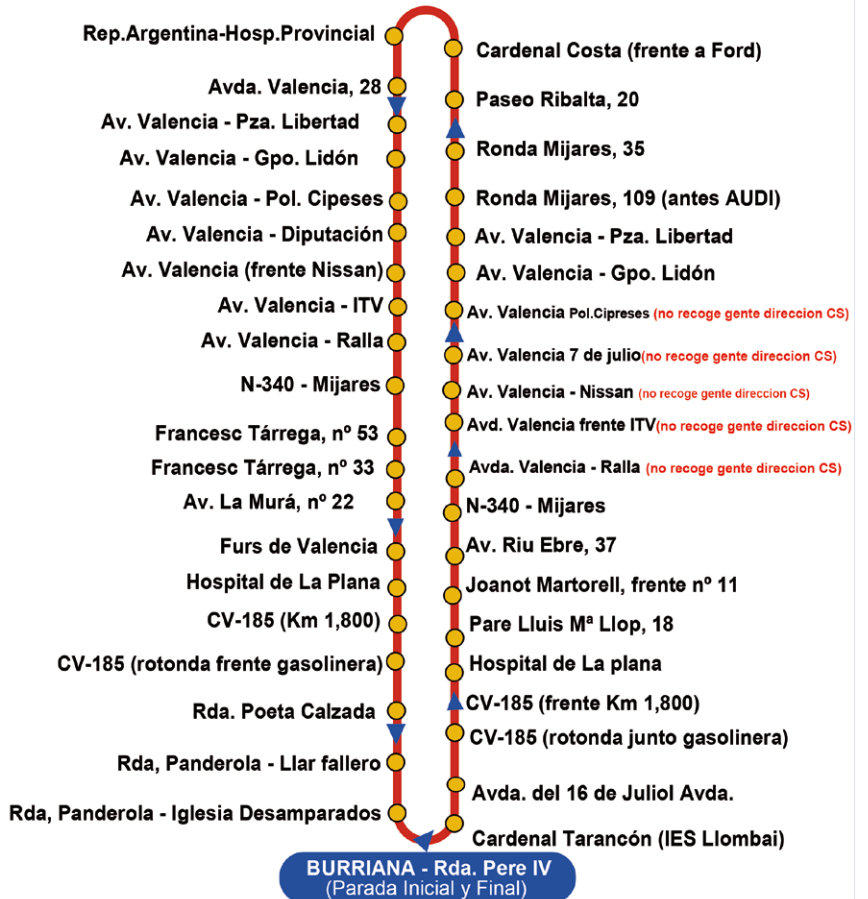 Rep.Argentina-Hosp.Provincial
Avda. Valencia, 28
Av. Valencia - Pza. Libertad
Av. Valencia - Gpo. Lidón
Av. Valencia - Pol. Cipeses
Av. Valencia - Diputación
Av. Valencia (frente Nissan)
Av. Valencia - ITV
Av. Valencia - Ralla
N-340 - Mijares
Francesc Tárrega, nº 53
Francesc Tárrega, nº 33
Av. La Murá, nº 22
Furs de Valencia
Hospital de La Plana
CV-185 (Km 1,800)
CV-185 (rotonda frente gasolinera)
Rda. Poeta Calzada
Rda, Panderola - Llar fallero
Rda, Panderola - Iglesia Desamparados
Cardenal Costa (frente a Ford)
Paseo Ribalta, 20
Ronda Mijares, 35
Ronda Mijares, 109 (antes AUDI)
Av. Valencia - Pza. Libertad
Av. Valencia - Gpo. Lidón
Av. Valencia Pol.Cipreses (no recoge gente direccion CS)
Av. Valencia 7 de julio(no recoge gente direccion CS)
Av. Valencia - Nissan (no recoge gente direccion CS)
Avd. Valencia frente ITV(no recoge gente direccion CS)
Avda. Valencia - Ralla (no recoge gente direccion CS)
N-340 - Mijares
Av. Riu Ebre, 37
Joanot Martorell, frente nº 11
Pare Lluis Mª Llop, 18
Hospital de La plana
CV-185 (frente Km 1,800)
CV-185 (rotonda junto gasolinera)
Avda. del 16 de Juliol Avda.
Cardenal Tarancón (IES Llombai)
BURRIANA - Rda. Pere IV
(Parada Inicial y Final)